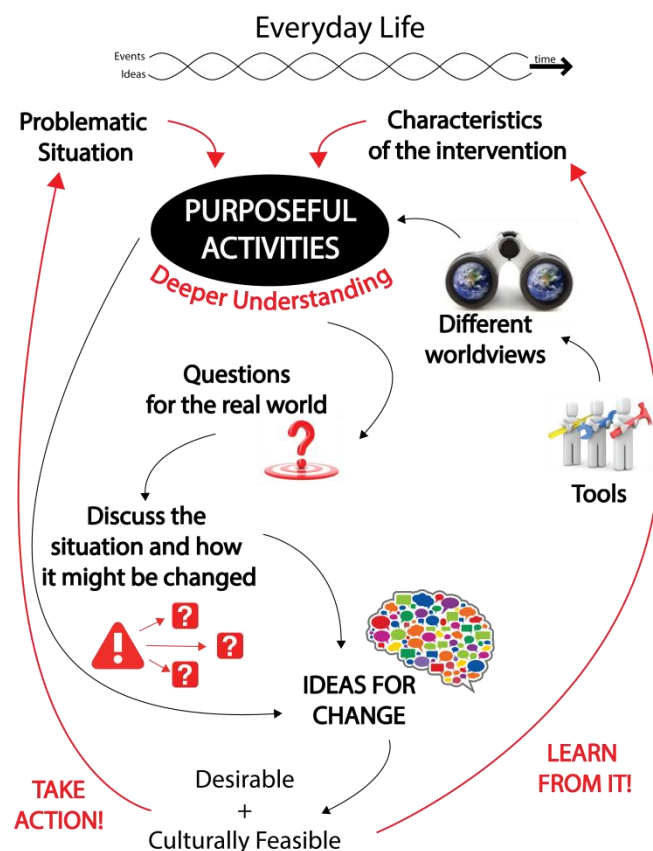 Everyday Life
Events
Ideas
time
Problematic
Situation
Characteristics
of the intervention
PURPOSEFUL
ACTIVITIES
Deeper Understanding
Different
worldviews
Questions
for the real world
?
Tools
Discuss the
situation and how
it might be changed
!
?
?
?
IDEAS FOR
CHANGE
TAKE
ACTION!
Desirable
+
Culturally Feasible
LEARN
FROM IT!